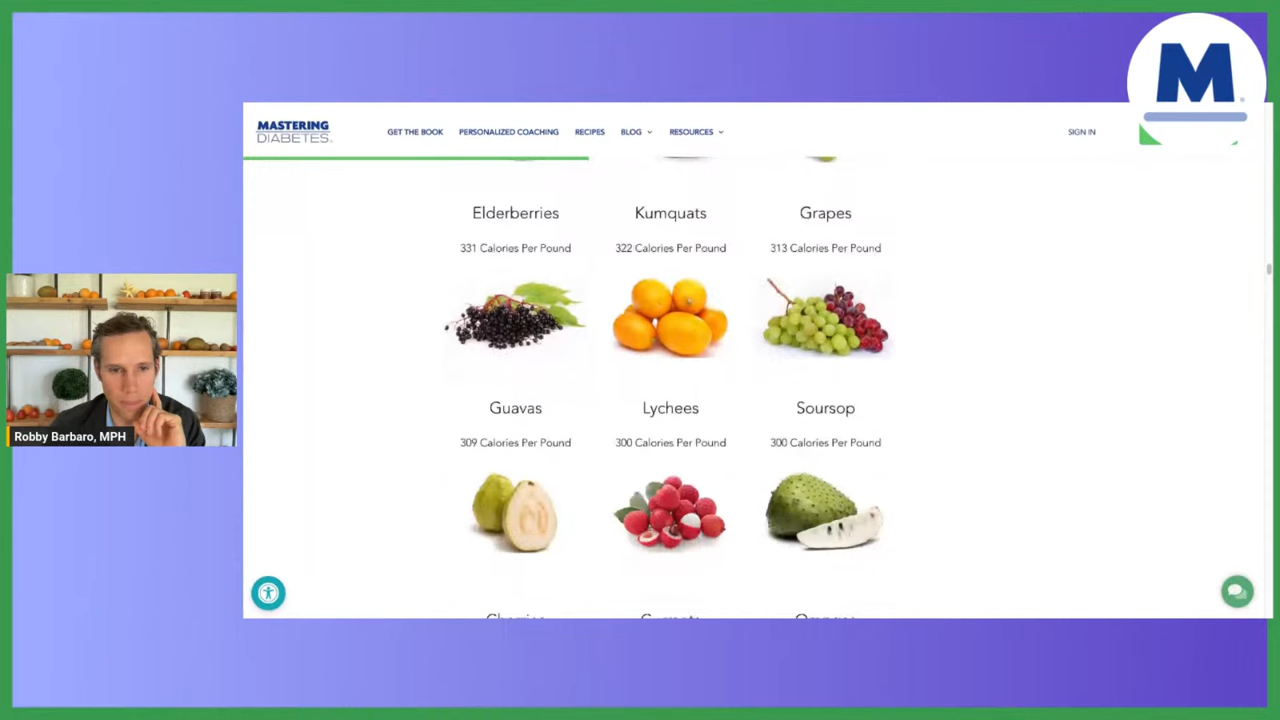 M
MASTERING
DIABETES
GET THE BOOK
PERSONALIZED COACHING
RECIPES
BLOG
RESOURCES
SIGN IN
Elderberries
Kumquats
Grapes
331 Calories Per Pound
322 Calories Per Pound
313 Calories Per Pound
Guavas
Lychees
Soursop
309 Calories Per Pound
300 Calories Per Pound
300 Calories Per Pound
Robby Barbaro, MPH